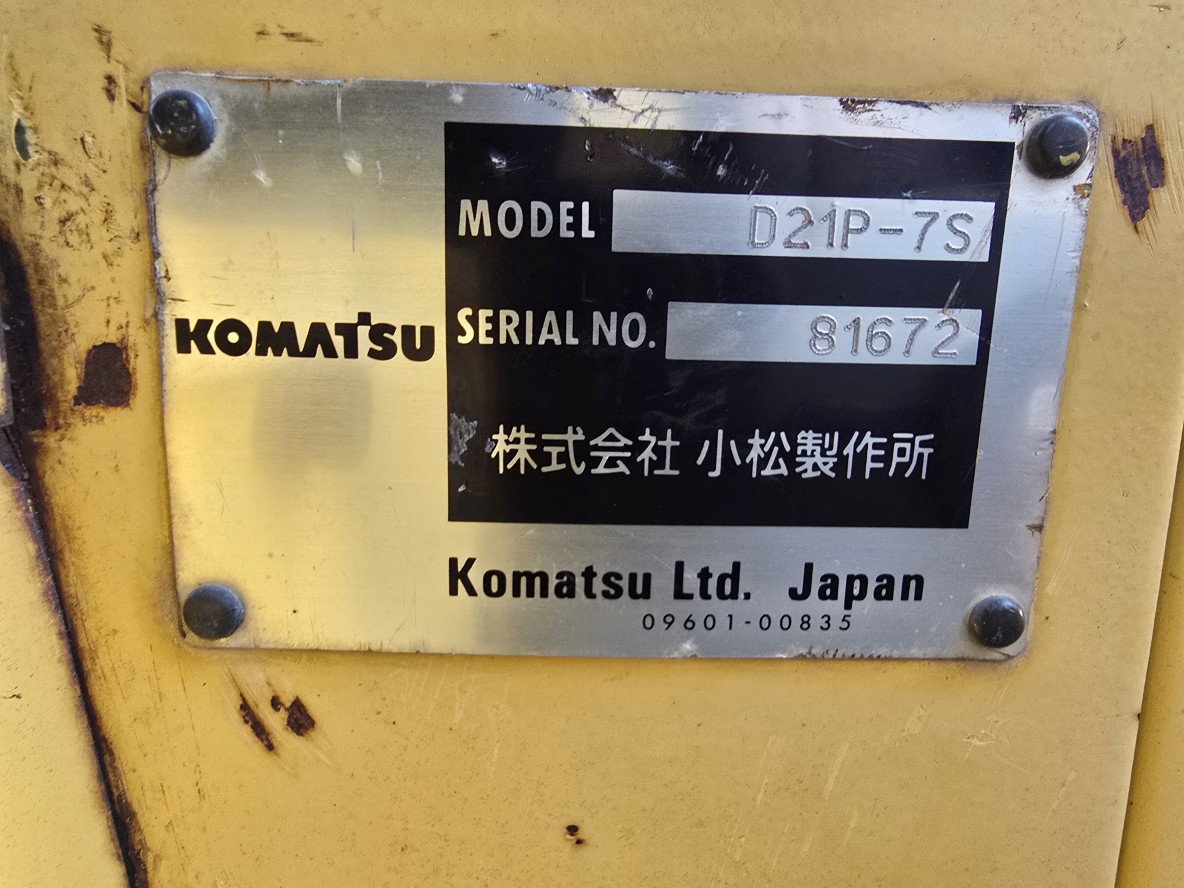 KOMATSU
MODEL D21P-7S
SERIAL NO. 81672
株式会社 小松製作所
Komatsu Ltd. Japan
09601-00835